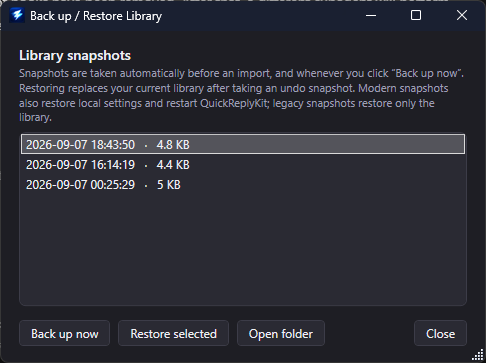 Back up / Restore Library
Library snapshots
Snapshots are taken automatically before an import, and whenever you click "Back up now".
Restoring replaces your current library after taking an undo snapshot. Modern snapshots
also restore local settings and restart QuickReplyKit; legacy snapshots restore only the
library.
2026-09-07 18:43:50 · 4.8 KB
2026-09-07 16:14:19 · 4.4 KB
2026-09-07 00:25:29 · 5 KB
Back up now
Restore selected
Open folder
Close